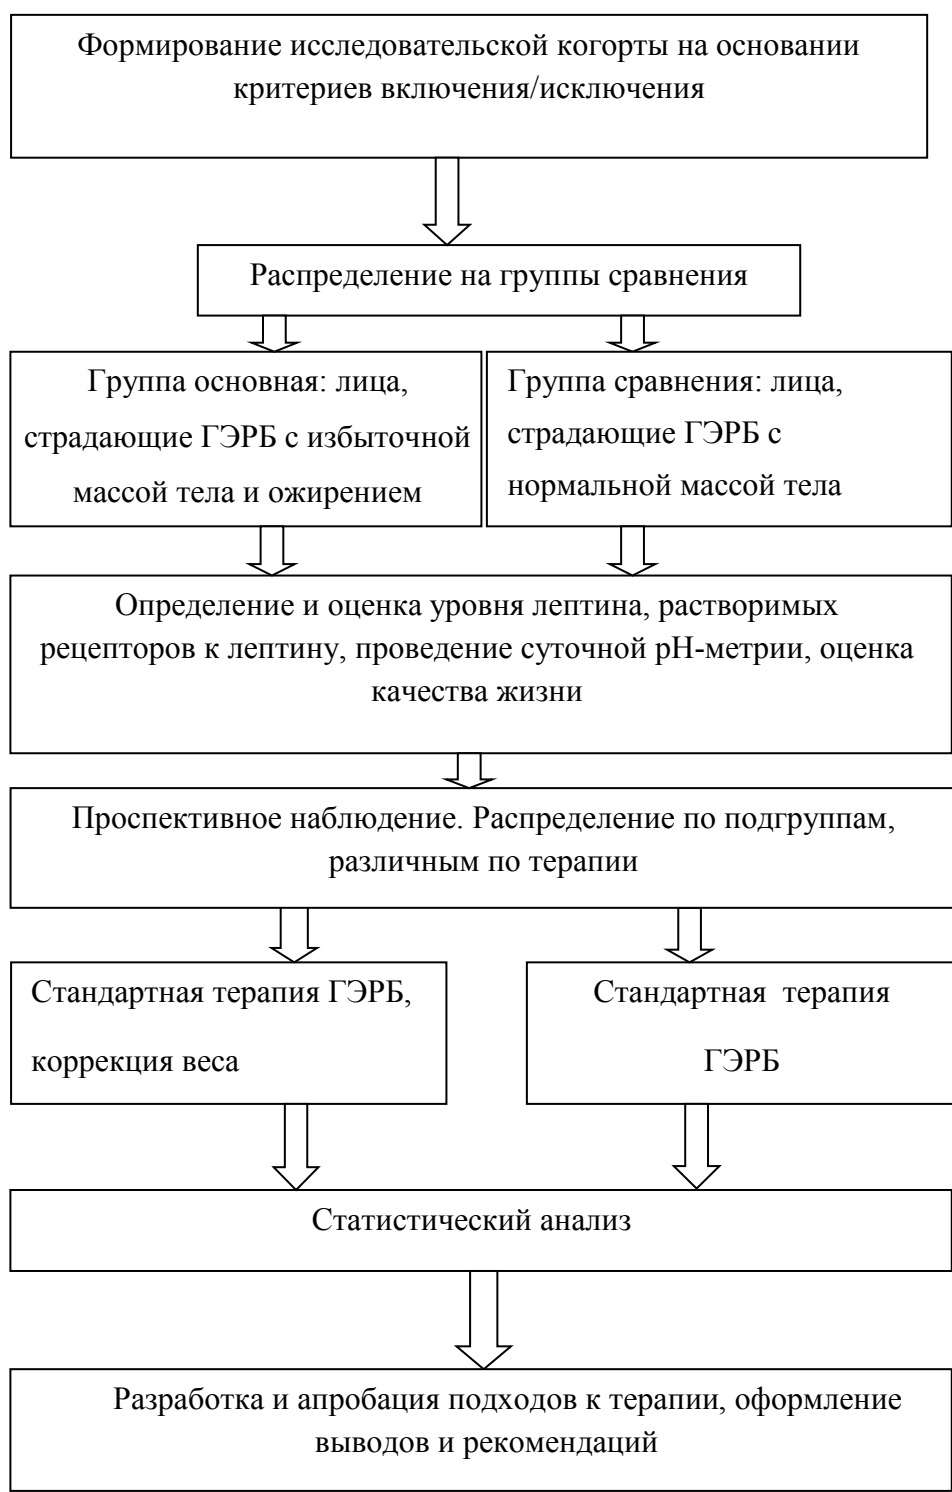 Формирование исследовательской когорты на основании
критериев включения/исключения
Распределение на группы сравнения
Группа основная: лица,
страдающие ГЭРБ с избыточной
массой тела и ожирением
Группа сравнения: лица,
страдающие ГЭРБ с
нормальной массой тела
Определение и оценка уровня лептина, растворимых
рецепторов к лептину, проведение суточной рН-метрии, оценка
качества жизни
Проспективное наблюдение. Распределение по подгруппам,
различным по терапии
Стандартная терапия ГЭРБ,
коррекция веса
Стандартная терапия
ГЭРБ
Статистический анализ
Разработка и апробация подходов к терапии, оформление
выводов и рекомендаций